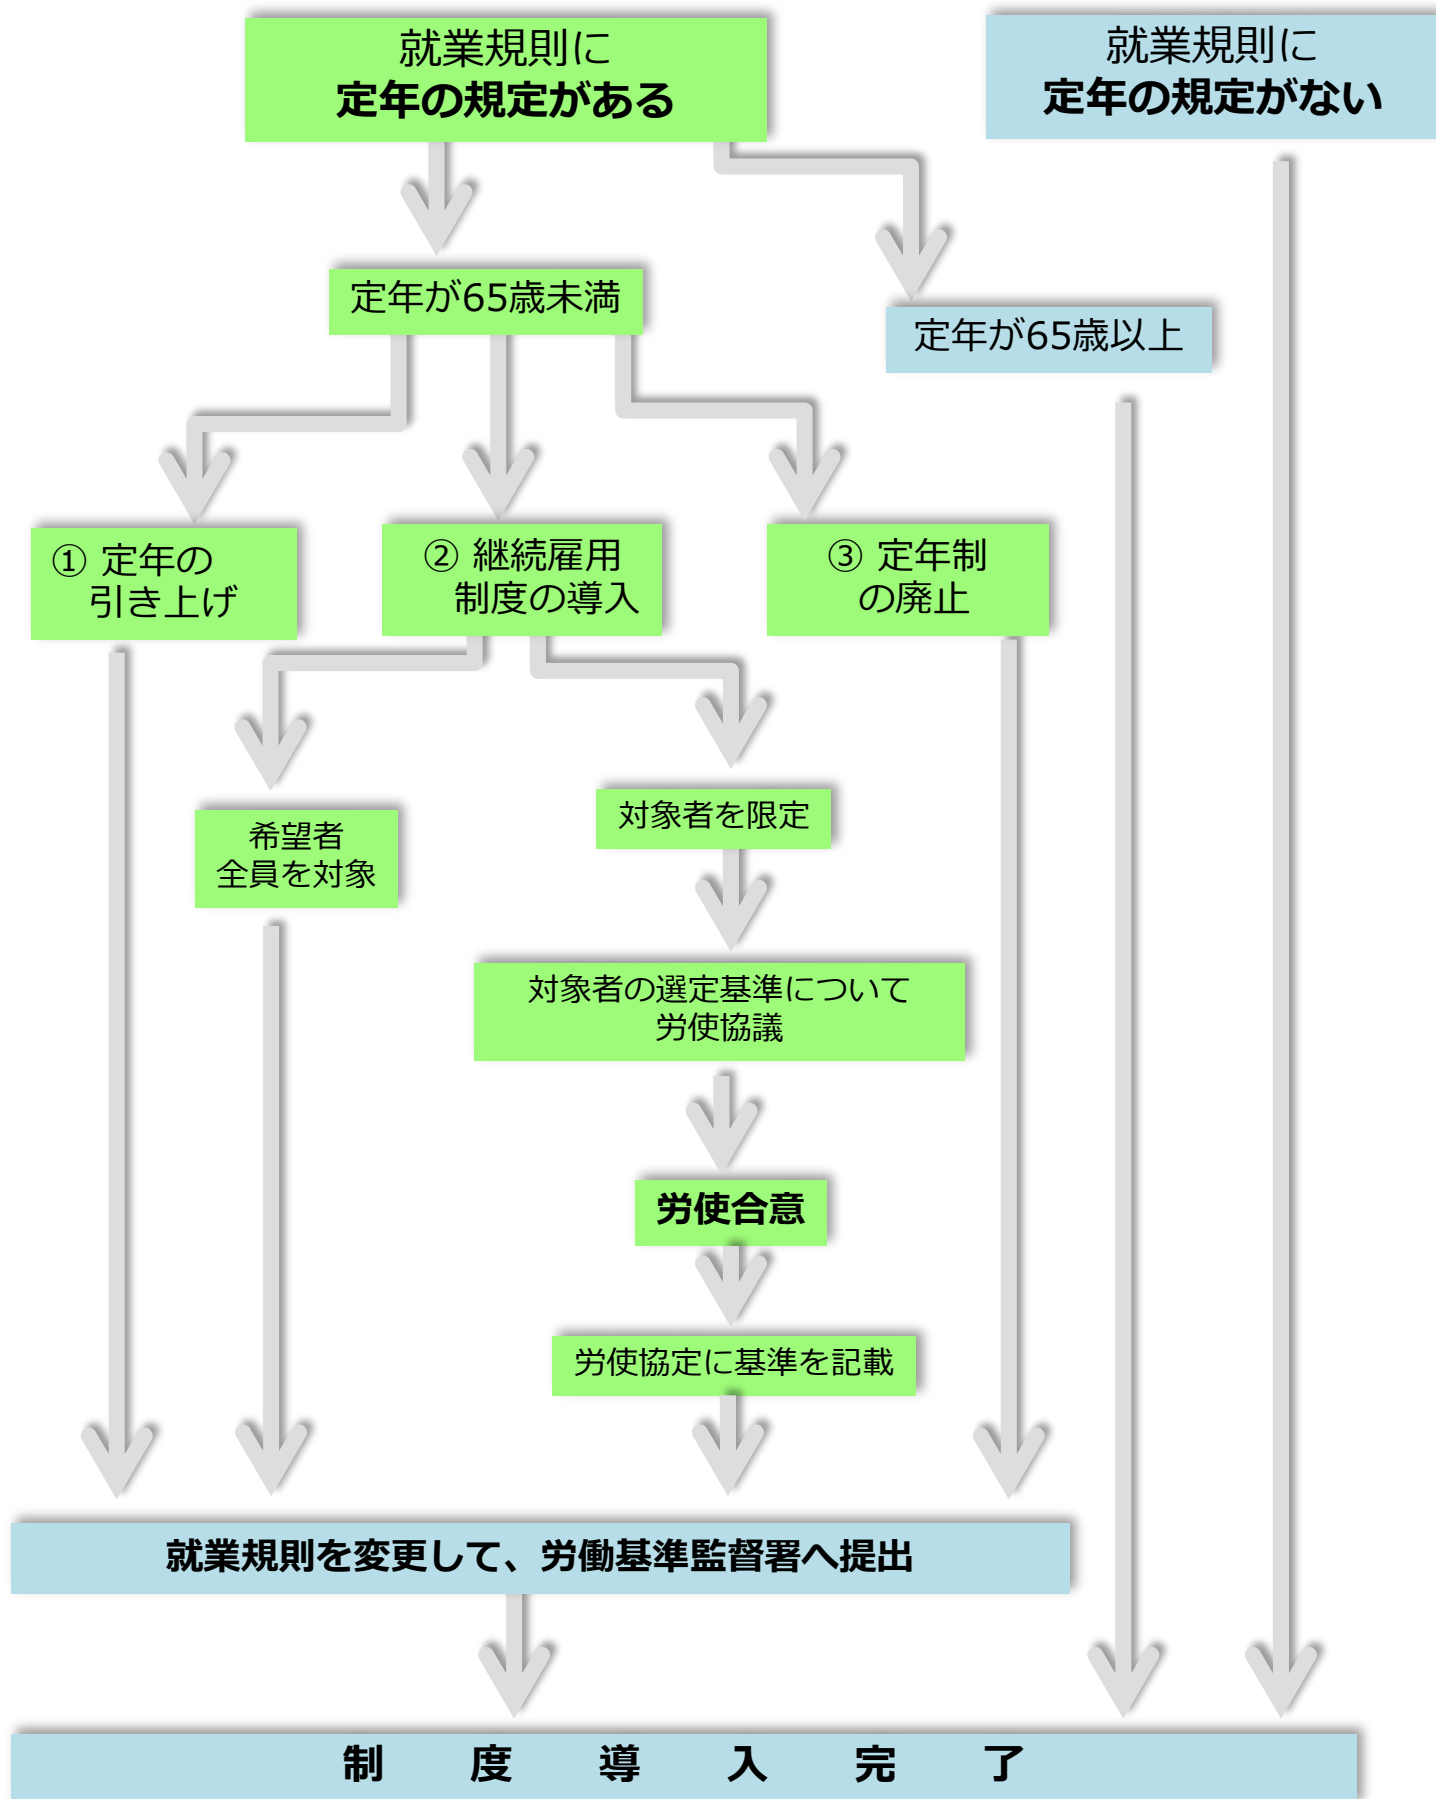 就業規則に
定年の規定がある
就業規則に
定年の規定がない
定年が65歳未満
定年が65歳以上
① 定年の
引き上げ
② 継続雇用
制度の導入
③ 定年制
の廃止
希望者
全員を対象
対象者を限定
対象者の選定基準について
労使協議
労使合意
労使協定に基準を記載
就業規則を変更して、労働基準監督署へ提出
制 度 導 入 完 了